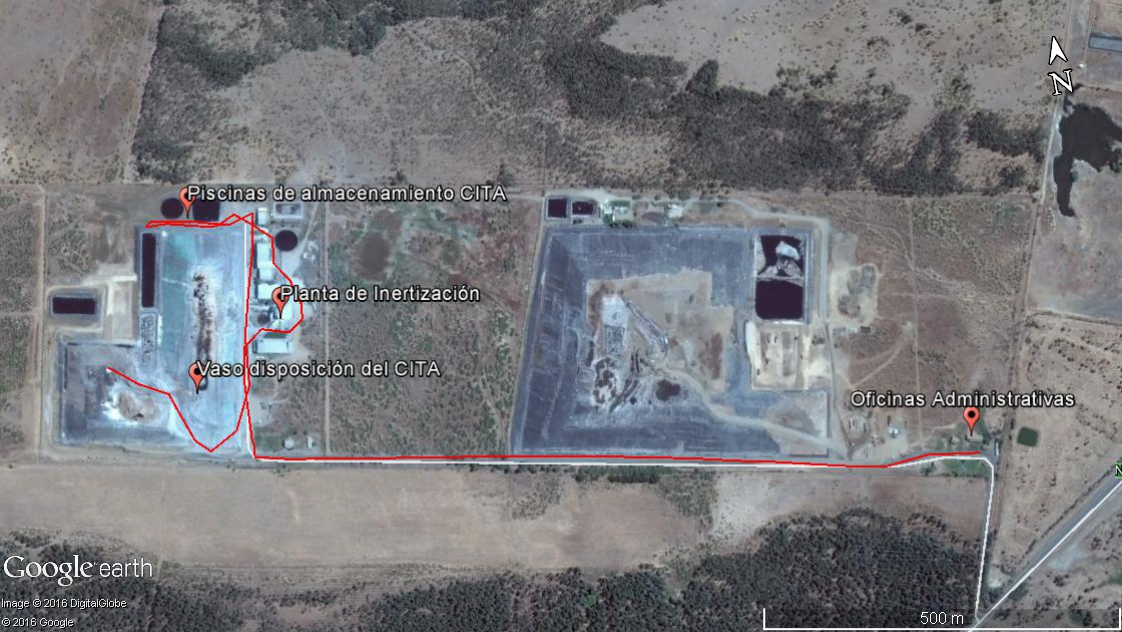 N
Piscinas de almacenamiento CITA
Planta de Inertización
Vaso disposición del CITA
Oficinas Administrativas
N
Google earth
Image © 2016 DigitalGlobe
© 2016 Google
500 m